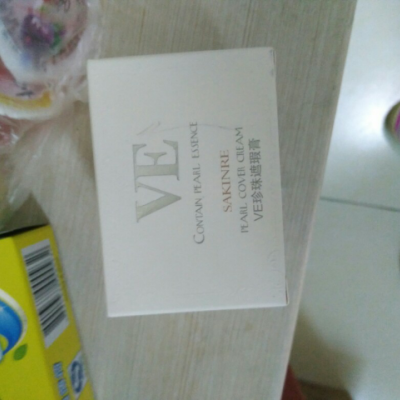 VE
CONTAIN PEARL ESSENCE
SAKINRE
PEARL COVER CREAM
VE珍珠遮瑕膏